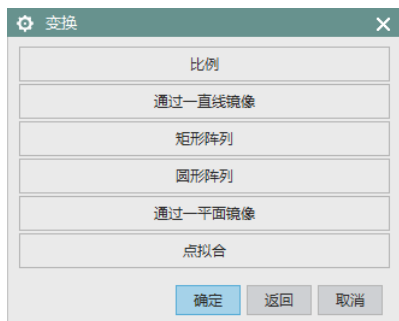 变换
比例
通过一直线镜像
矩形阵列
圆形阵列
通过一平面镜像
点拟合
确定 返回 取消